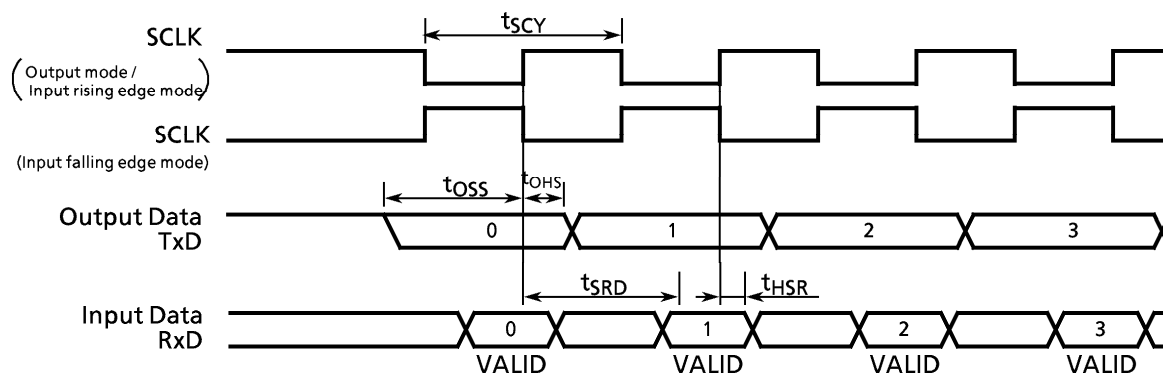 tSCY
SCLK
(Output mode /
Input rising edge mode)
SCLK
(Input falling edge mode)
tOSS
tOHS
Output Data
TxD
0
1
2
3
tSRD
tHSR
Input Data
RxD
0
1
2
3
VALID
VALID
VALID
VALID